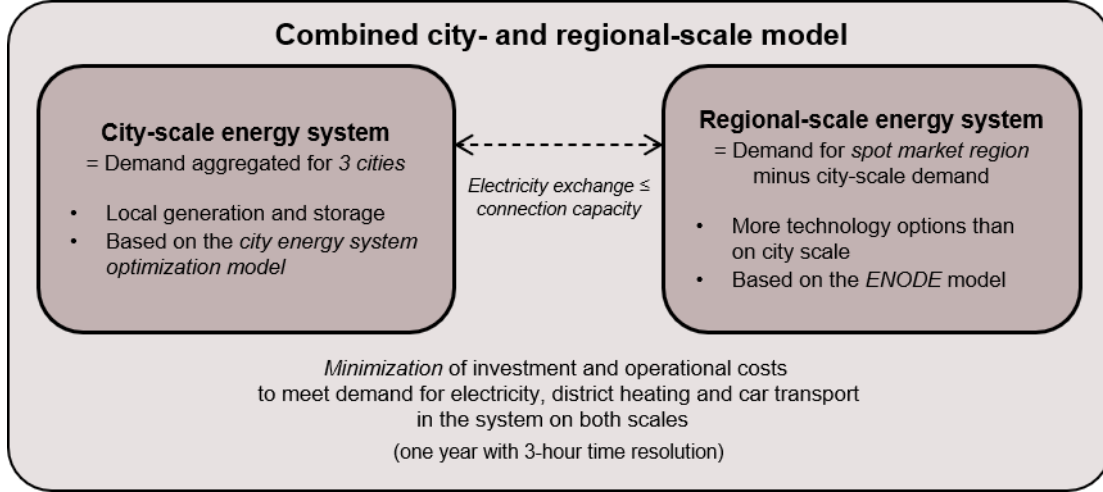 Combined city- and regional-scale model
City-scale energy system
= Demand aggregated for 3 cities
• Local generation and storage
• Based on the city energy system
optimization model
Electricity exchange ≤
connection capacity
Regional-scale energy system
= Demand for spot market region
minus city-scale demand
• More technology options than
on city scale
• Based on the ENODE model
Minimization of investment and operational costs
to meet demand for electricity, district heating and car transport
in the system on both scales
(one year with 3-hour time resolution)